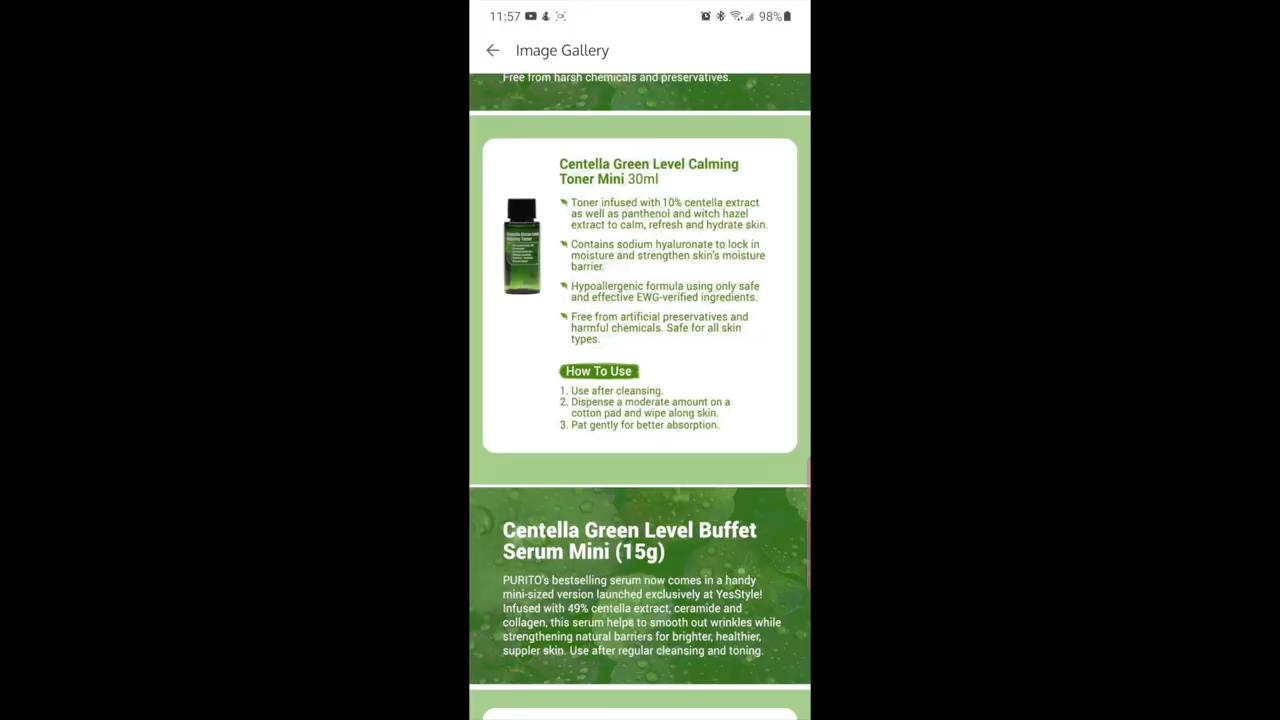 11:57
98%
Image Gallery
Free from harsh chemicals and preservatives.
Centella Green Level Calming
Toner Mini 30ml
Toner infused with 10% centella extract
as well as panthenol and witch hazel
extract to calm, refresh and hydrate skin.
Contains sodium hyaluronate to lock in
moisture and strengthen skin's moisture
barrier.
Hypoallergenic formula using only safe
and effective EWG-verified ingredients.
Free from artificial preservatives and
harmful chemicals. Safe for all skin
types.
How To Use
1. Use after cleansing.
2. Dispense a moderate amount on a
cotton pad and wipe along skin.
3. Pat gently for better absorption.
Centella Green Level Buffet
Serum Mini (15g)
PURITO's bestselling serum now comes in a handy
mini-sized version launched exclusively at YesStyle!
Infused with 49% centella extract, ceramide and
collagen, this serum helps to smooth out wrinkles while
strengthening natural barriers for brighter, healthier,
suppler skin. Use after regular cleansing and toning.